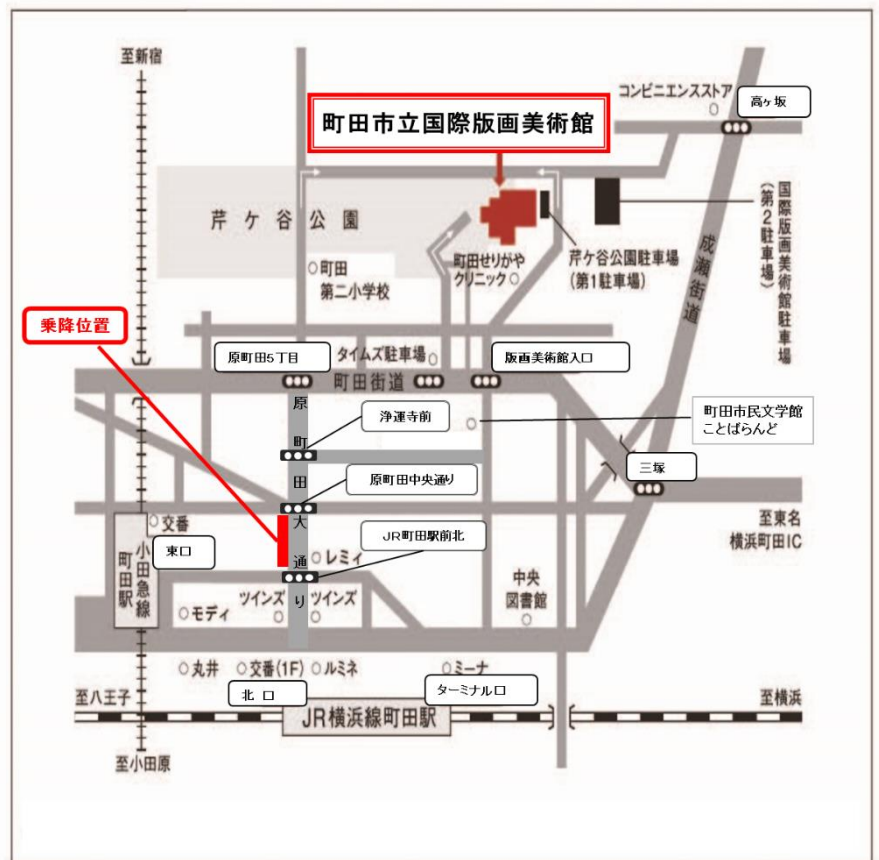 至新宿
コンビニエンスストア
高ヶ坂
町田市立国際版画美術館
芹ケ谷公園
町田
第二小学校
町田せりがや
クリニック
芹ケ谷公園駐車場
(第1駐車場)
国際版画美術館駐車場
(第2駐車場)
成瀬街道
乗降位置
原町田5丁目
タイムズ駐車場
版画美術館入口
町田街道
原町田大通り
浄運寺前
町田市民文学館
ことばらんど
原町田中央通り
三塚
交番
東口
小田急線
町田駅
JR町田駅前北
レミィ
至東名
横浜町田IC
モディ
ツインズ
ツインズ
中央
図書館
丸井
交番(1F)
ルミネ
ミーナ
至八王子
北口
ターミナル口
至横浜
JR横浜線町田駅
至小田原